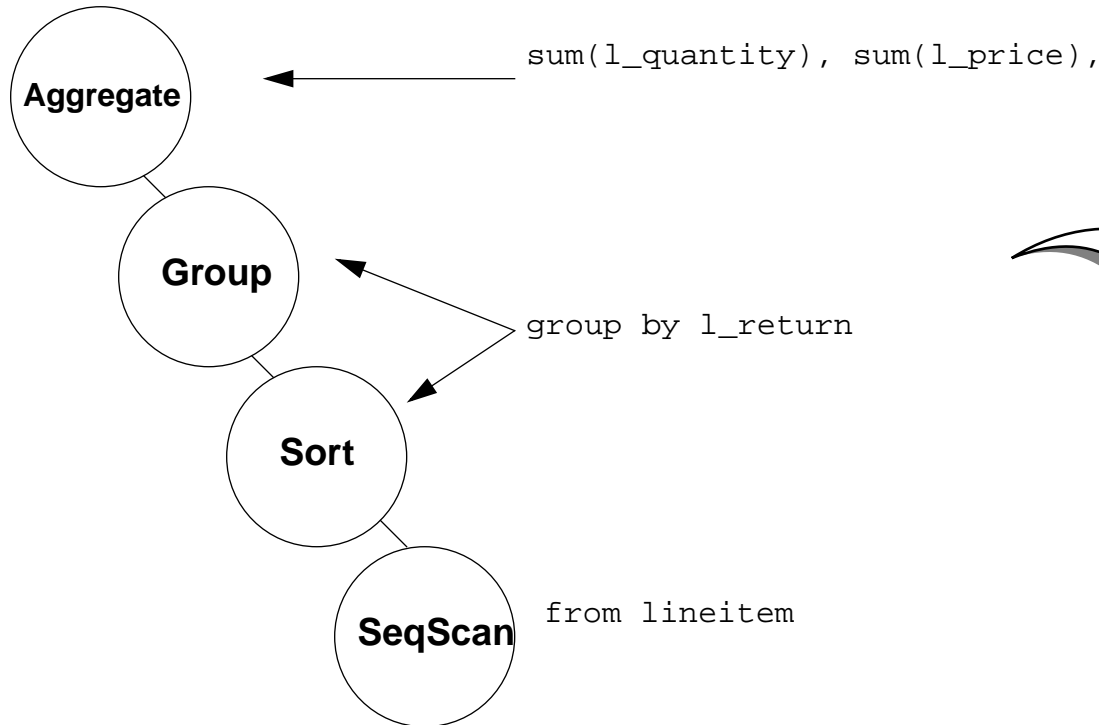 sum(l_quantity), sum(l_price),
Aggregate
Group
group by l_return
Sort
from lineitem
SeqScan